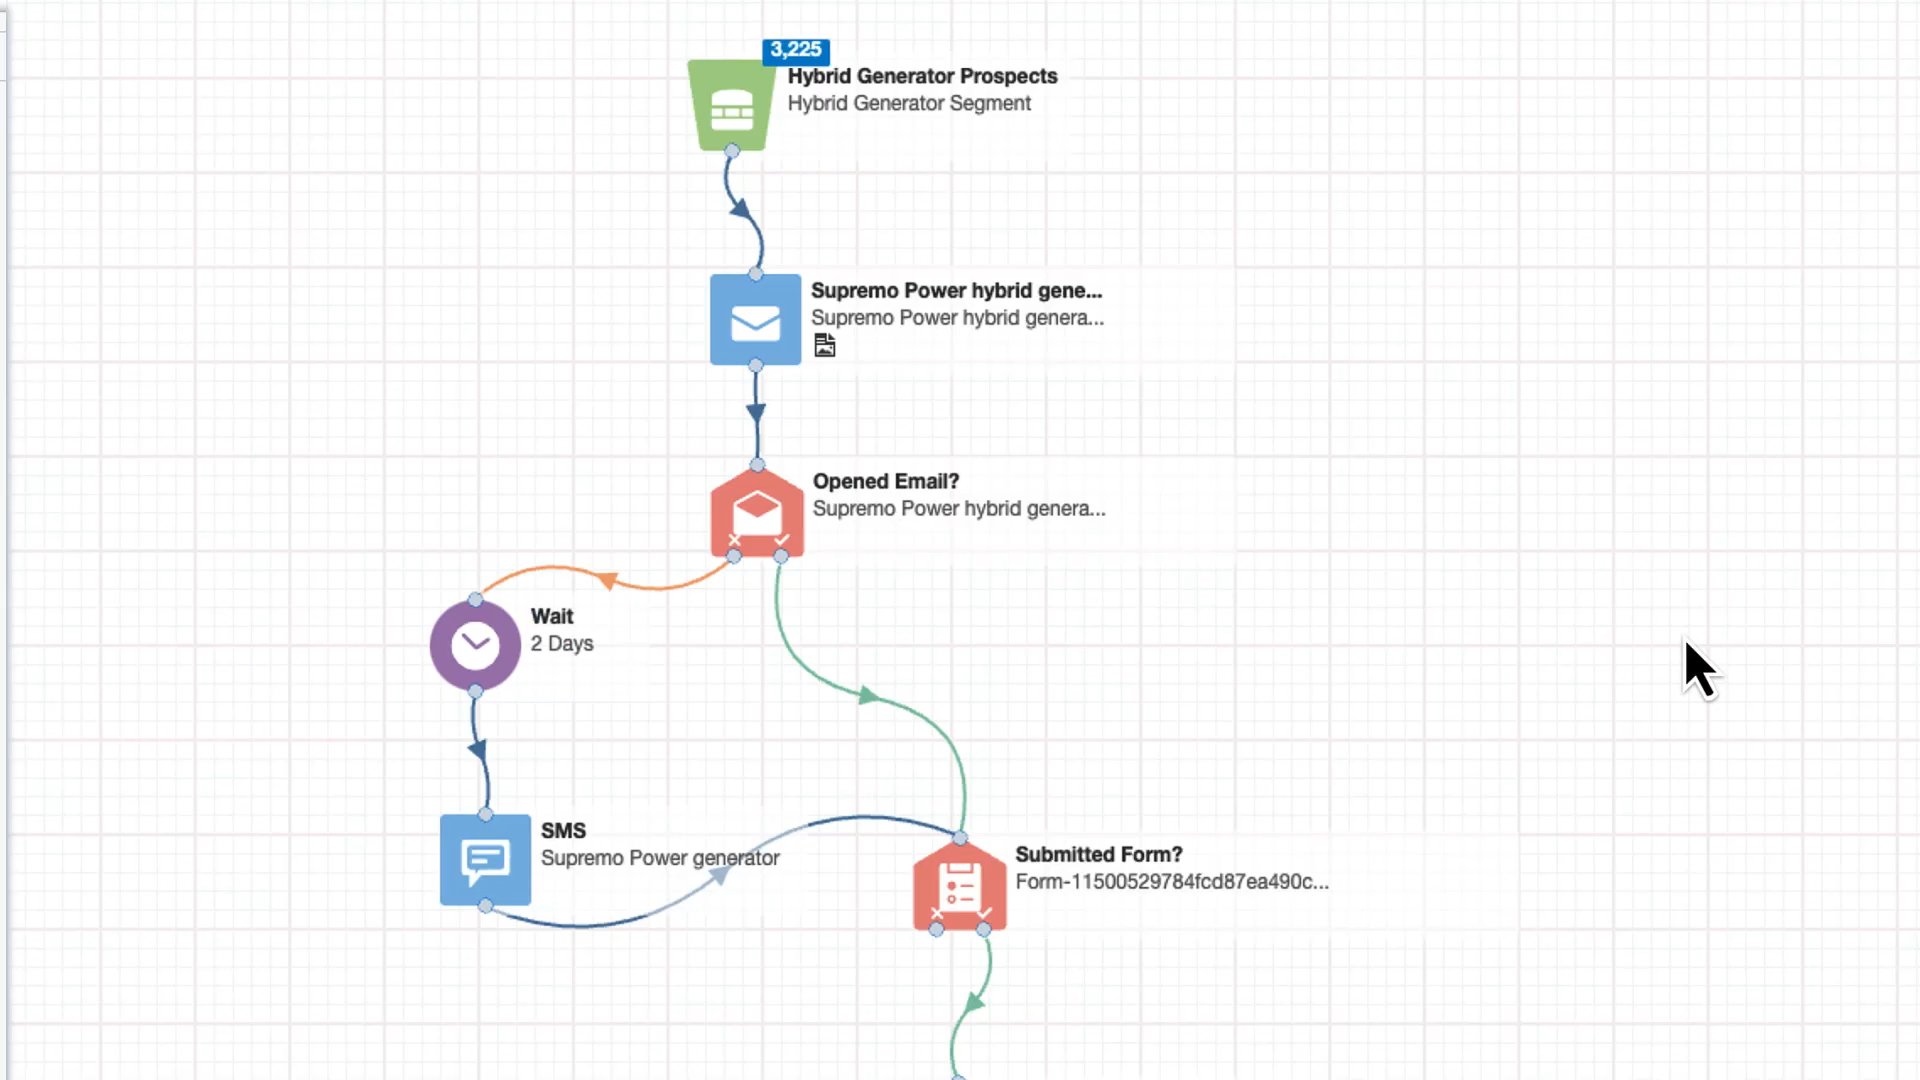 3,225
Hybrid Generator Prospects
Hybrid Generator Segment
Supremo Power hybrid gene...
Supremo Power hybrid genera...
Opened Email?
Supremo Power hybrid genera...
Wait
2 Days
SMS
Supremo Power generator
Submitted Form?
Form-11500529784fcd87ea490c...